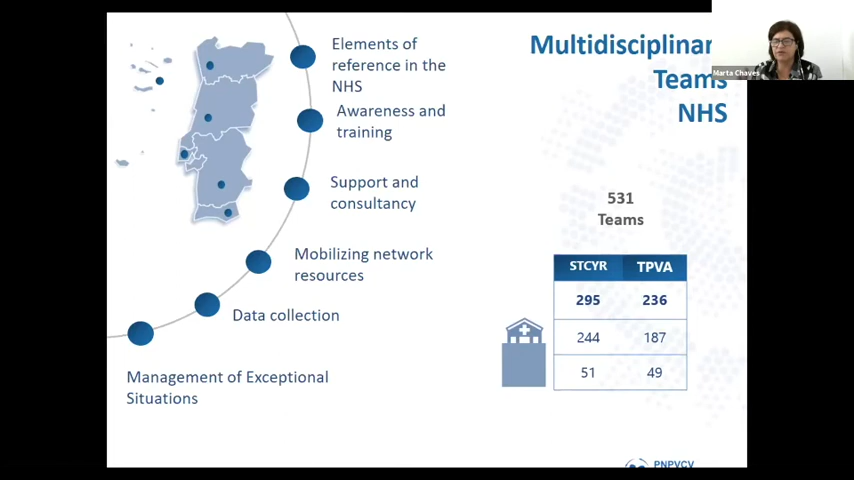 Elements of
reference in the
NHS
Awareness and
training
Support and
consultancy
Mobilizing network
resources
Data collection
Management of Exceptional
Situations
Multidisciplinar
Teams
NHS
Marta Chaves
531
Teams
STCYR TPVA
295 236
244 187
51 49
PNPVCV